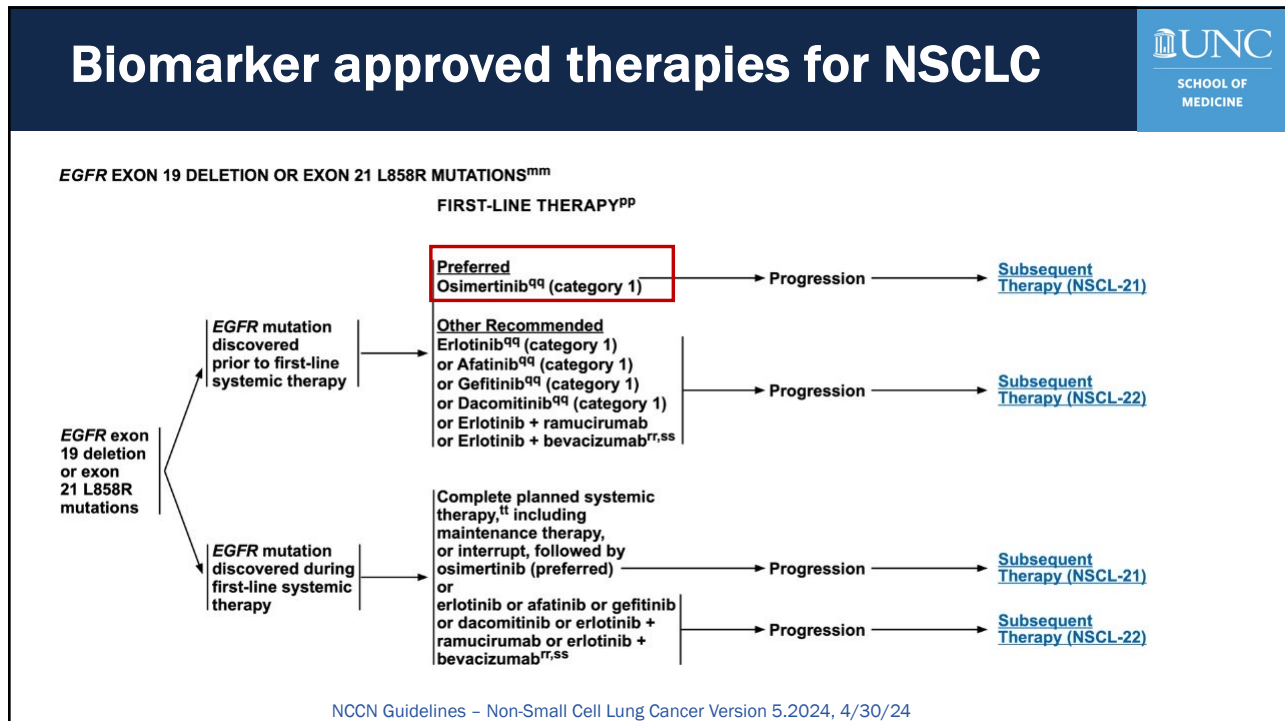 Biomarker approved therapies for NSCLC
UNC
SCHOOL OF
MEDICINE
EGFR EXON 19 DELETION OR EXON 21 L858R MUTATIONSmm
FIRST-LINE THERAPYpp
EGFR exon
19 deletion
or exon
21 L858R
mutations
EGFR mutation
discovered
prior to first-line
systemic therapy
Preferred
Osimertinibqq (category 1)
Progression
Subsequent
Therapy (NSCL-21)
Other Recommended
Erlotinibqq (category 1)
or Afatinibqq (category 1)
or Gefitinibqq (category 1)
or Dacomitinibqq (category 1)
or Erlotinib + ramucirumab
or Erlotinib + bevacizumabrr,ss
Progression
Subsequent
Therapy (NSCL-22)
EGFR mutation
discovered during
first-line systemic
therapy
Complete planned systemic
therapy,tt including
maintenance therapy,
or interrupt, followed by
osimertinib (preferred)
or
erlotinib or afatinib or gefitinib
or dacomitinib or erlotinib +
ramucirumab or erlotinib +
bevacizumabrr,ss
Progression
Subsequent
Therapy (NSCL-21)
Progression
Subsequent
Therapy (NSCL-22)
NCCN Guidelines – Non-Small Cell Lung Cancer Version 5.2024, 4/30/24